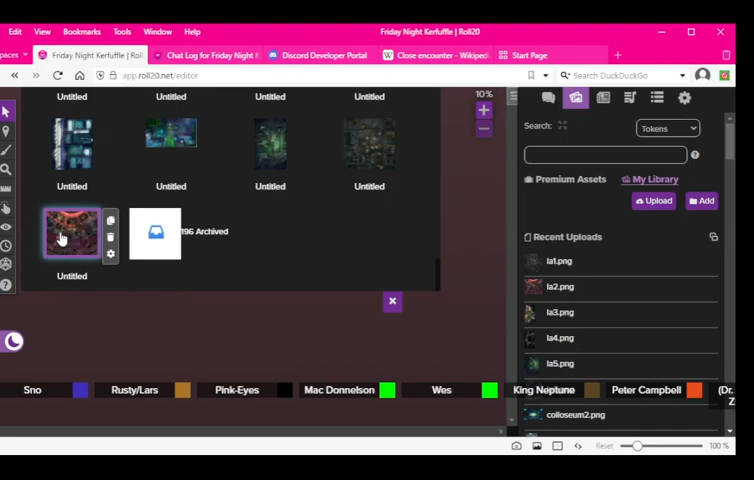 Edit View Bookmarks Tools Window Help Friday Night Kerfuffle | Roll20
paces Friday Night Kerfuffle | Roll Chat Log for Friday Night K Discord Developer Portal Close encounter - Wikiped Start Page
app.roll20.net/editor Search DuckDuckGo
Untitled Untitled Untitled Untitled
10%
Search: Tokens
Untitled Untitled Untitled Untitled
Premium Assets My Library
Upload Add
196 Archived
Recent Uploads
la1.png
Untitled
la2.png
la3.png
la4.png
la5.png
Sno Rusty/Lars Pink-Eyes Mac Donnelson Wes King Neptune Peter Campbell (Dr.
Z
colloseum2.png
Reset 100 %